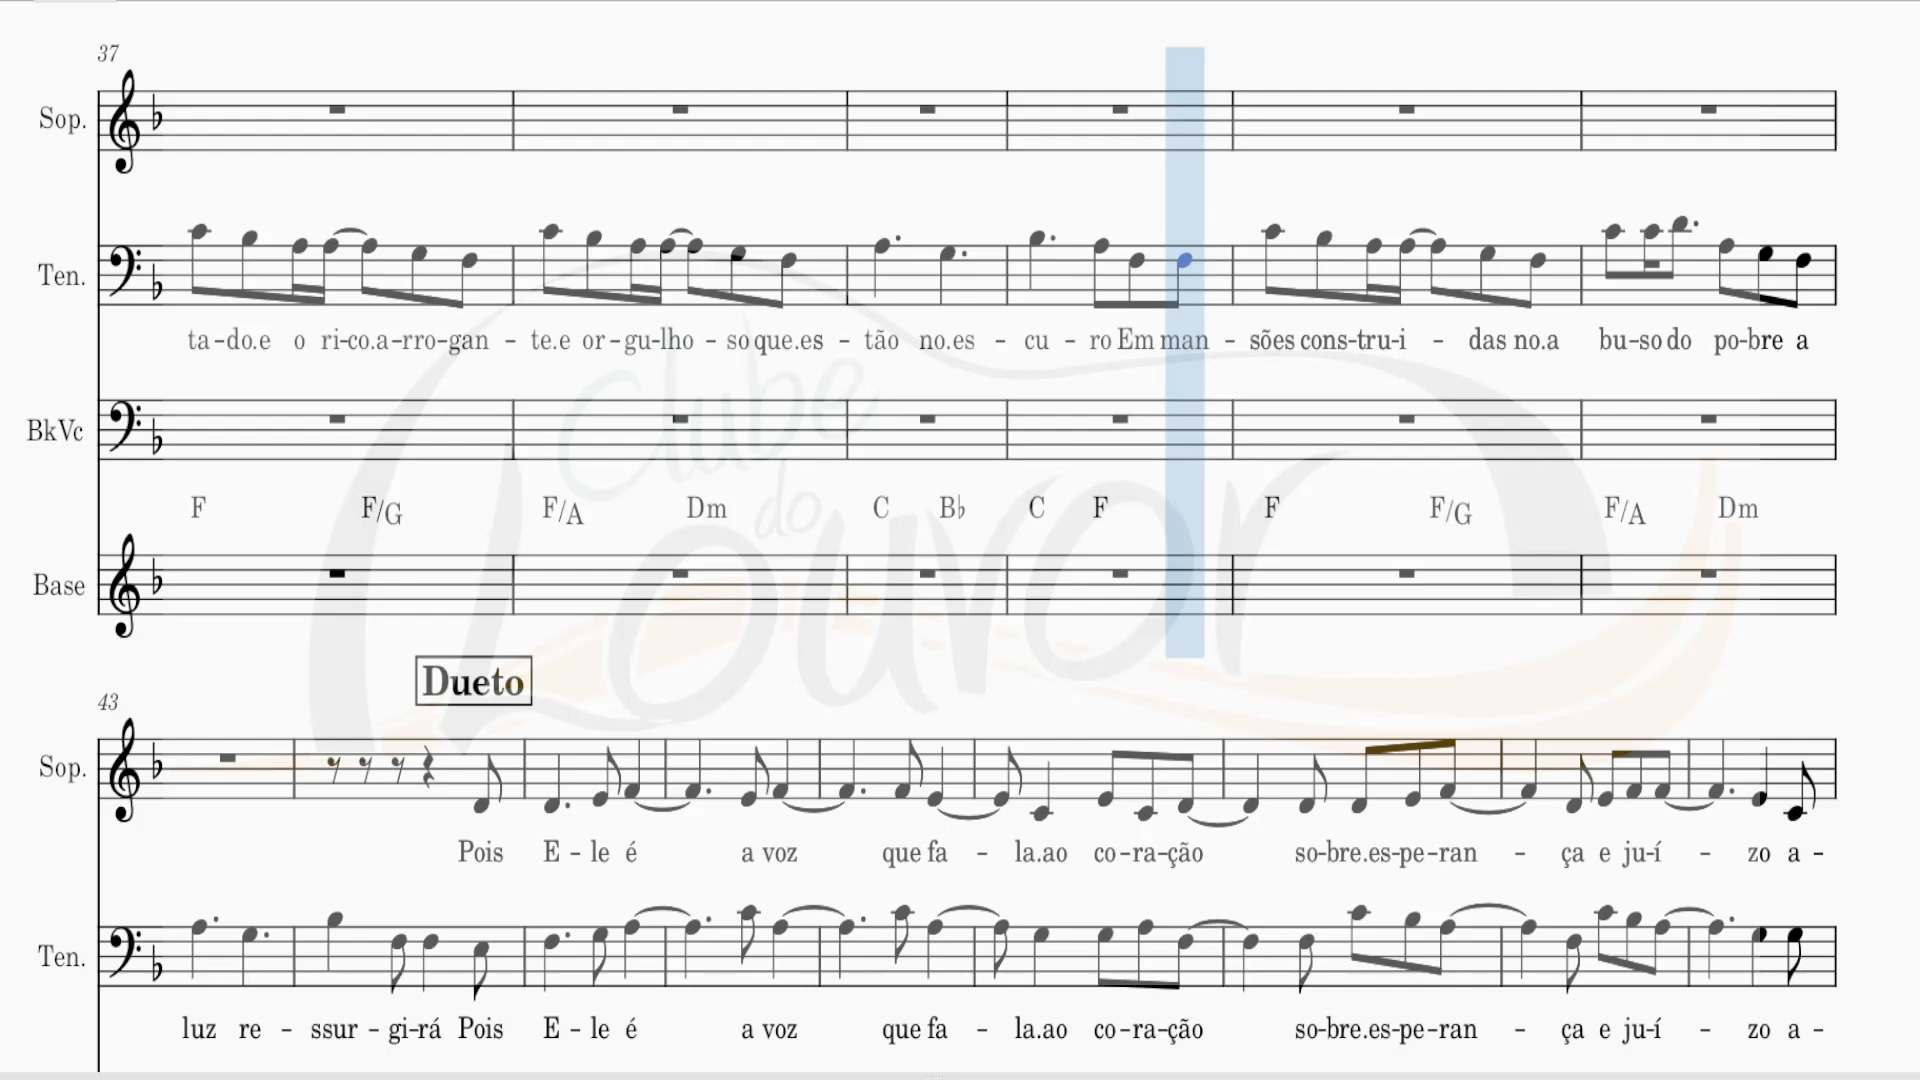 37
Sop.
Ten.
ta-do.e o ri-co.a-rro-gan - te.e or-gu-lho - so que.es - tão no.es - cu - ro Em man - sões cons-tru-i - das no.a bu-so do po-bre a
BkVc
F F/G F/A Dm C B♭ C F F F/G F/A Dm
Base
Clube
do
Louvor
Dueto
43
Sop.
Pois E - le é a voz que fa - la.ao co-ra-ção so-bre.es-pe-ran - ça e ju-í - zo a -
Ten.
luz re - ssur - gi-rá Pois E - le é a voz que fa - la.ao co-ra-ção so-bre.es-pe-ran - ça e ju-í - zo a -